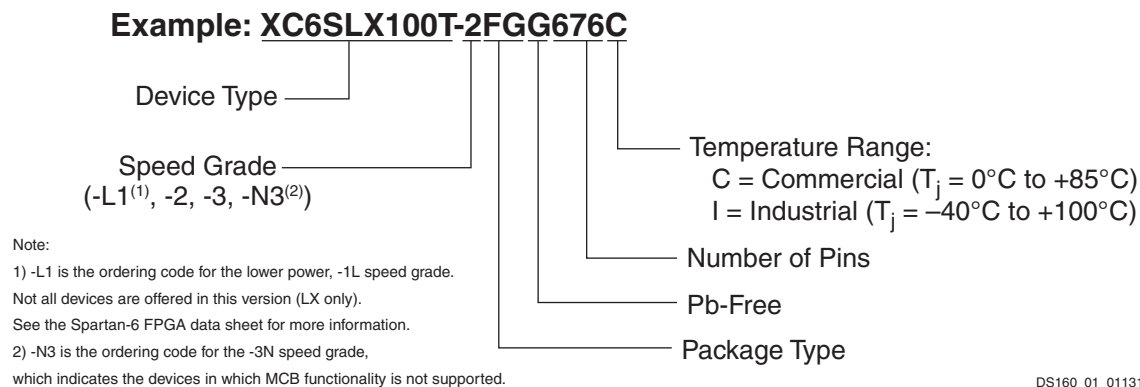 Example: XC6SLX100T-2FGG676C
Device Type
Speed Grade
(-L1(1), -2, -3, -N3(2))
Temperature Range:
C = Commercial (Tj = 0°C to +85°C)
I = Industrial (Tj = –40°C to +100°C)
Number of Pins
Pb-Free
Package Type
Note:
1) -L1 is the ordering code for the lower power, -1L speed grade.
Not all devices are offered in this version (LX only).
See the Spartan-6 FPGA data sheet for more information.
2) -N3 is the ordering code for the -3N speed grade,
which indicates the devices in which MCB functionality is not supported.